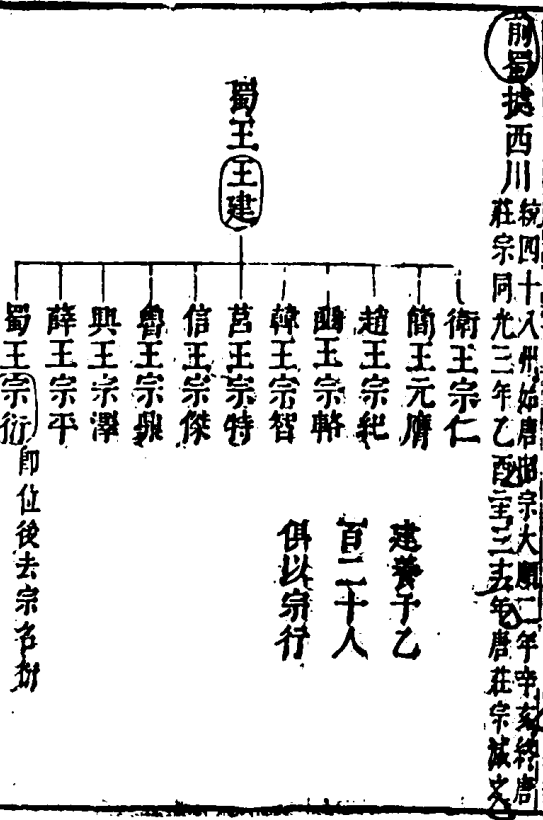 前蜀據西川
統四十八州始唐昭宗大順二年辛亥終唐
莊宗同光三年乙酉二主三十五年唐莊宗滅之
蜀王王建
衛王宗仁
簡王元膺
趙王宗紀
豳王宗輅
韓王宗智
莒王宗特
信王宗傑
魯王宗鼎
興王宗澤
薛王宗平
蜀王宗衍
即位後去宗名衍
建養子
百二十人
俱以宗行